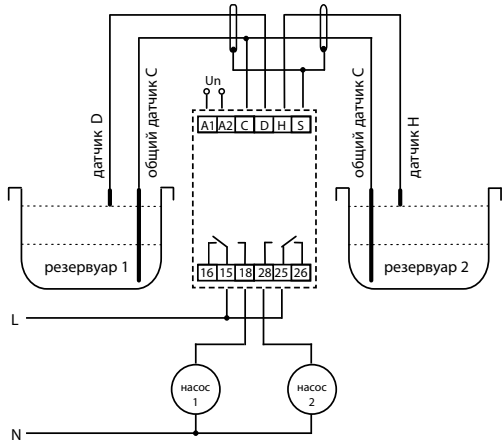 Un
A1 A2 C D H S
датчик D
общий датчик C
общий датчик C
датчик H
резервуар 1
резервуар 2
16 15 18 28 25 26
L
насос
1
насос
2
N